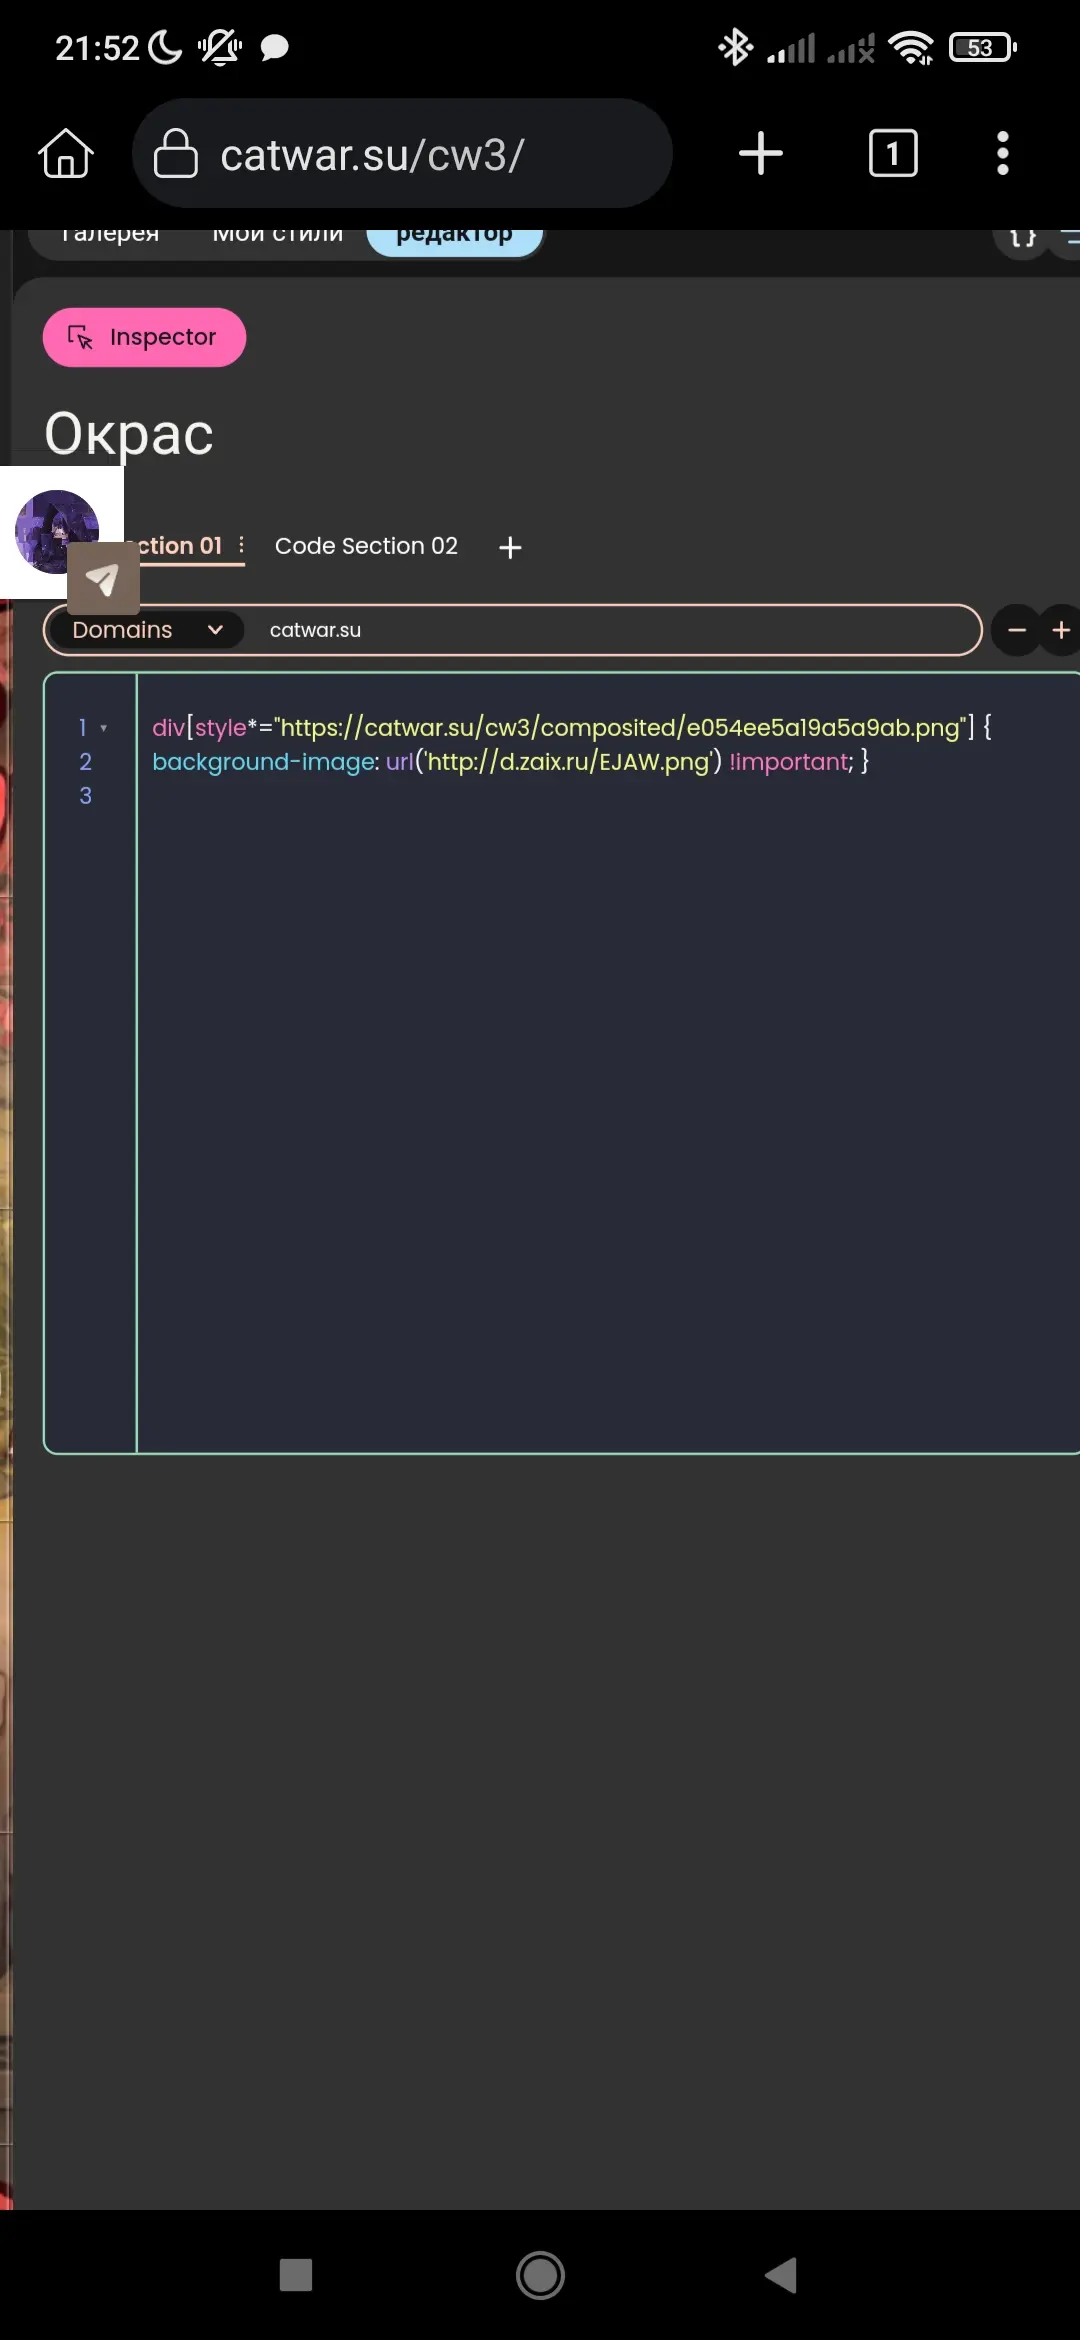 21:52
53
catwar.su/cw3/
1
Галерея Мои стили редактор { }
Inspector
Окрас
ction 01 Code Section 02 +
Domains catwar.su − +
1 div[style*="https://catwar.su/cw3/composited/e054ee5a19a5a9ab.png"] {
2 background-image: url('http://d.zaix.ru/EJAW.png') !important; }
3